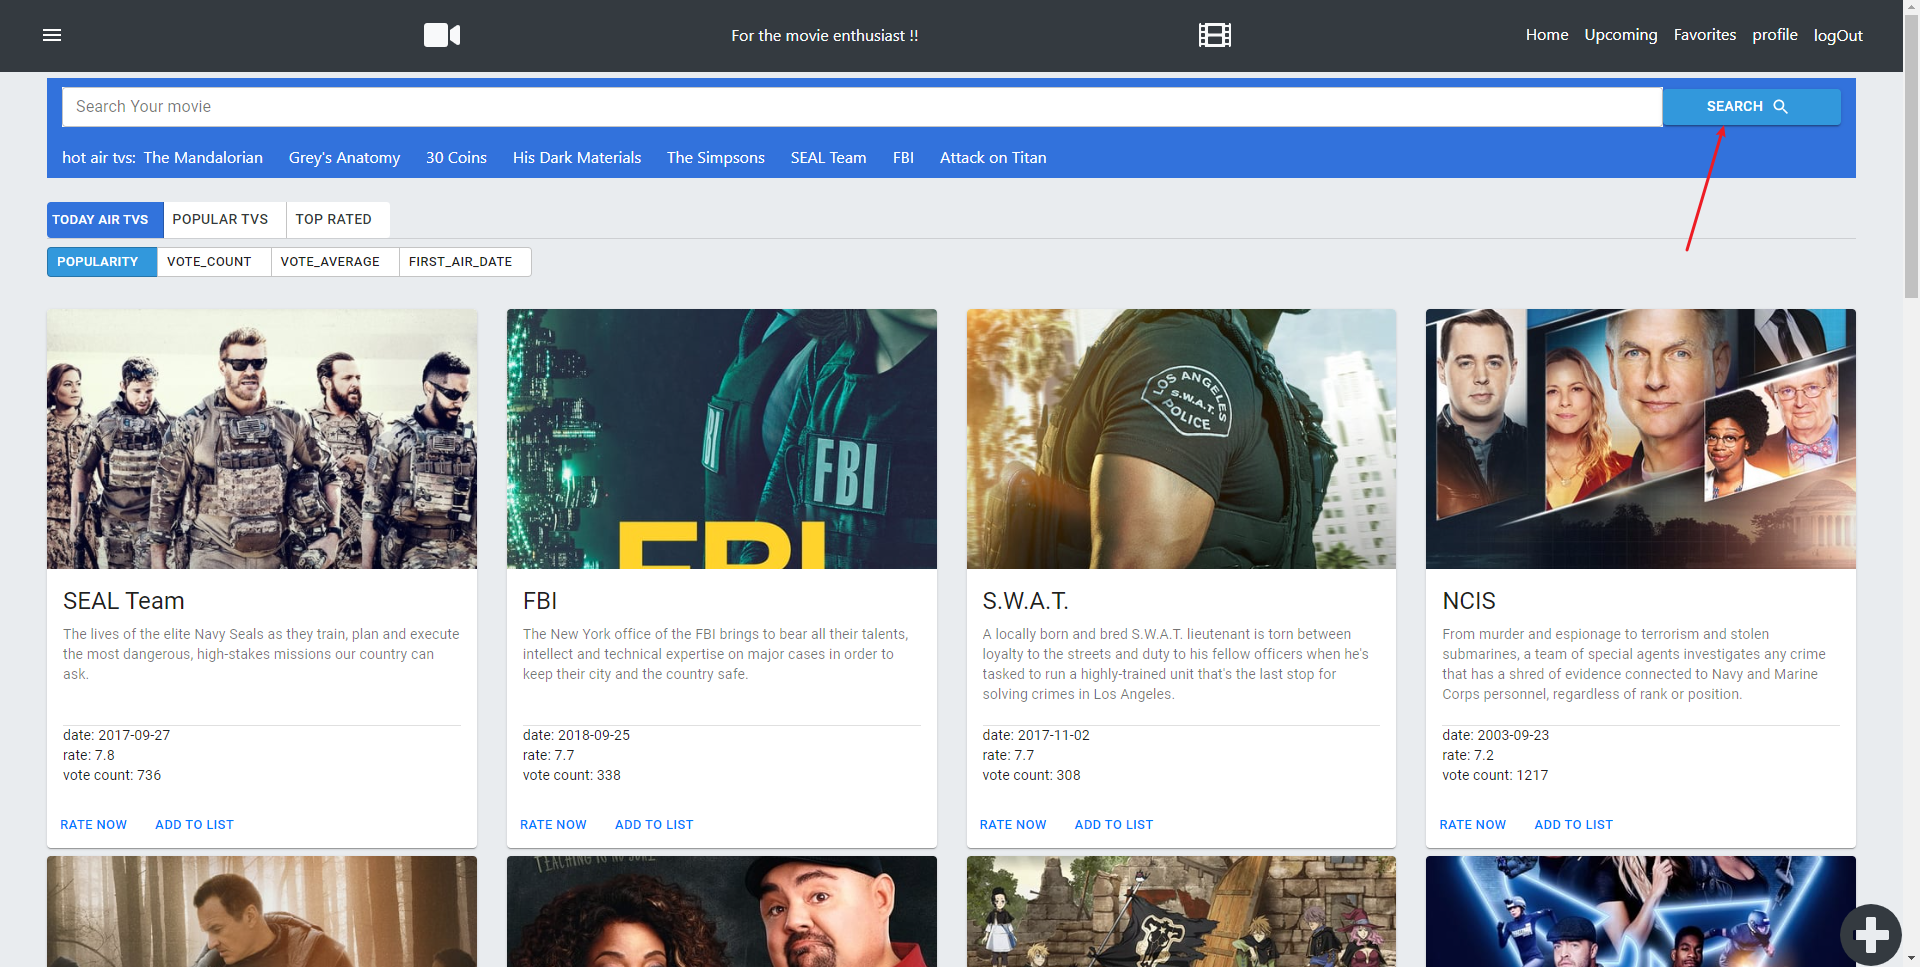 For the movie enthusiast !!
Home Upcoming Favorites profile logOut
Search Your movie
SEARCH
hot air tvs: The Mandalorian Grey's Anatomy 30 Coins His Dark Materials The Simpsons SEAL Team FBI Attack on Titan
TODAY AIR TVS POPULAR TVS TOP RATED
POPULARITY VOTE_COUNT VOTE_AVERAGE FIRST_AIR_DATE
SEAL Team
The lives of the elite Navy Seals as they train, plan and execute
the most dangerous, high-stakes missions our country can
ask.
date: 2017-09-27
rate: 7.8
vote count: 736
RATE NOW ADD TO LIST
FBI
FBI
FBI
FBI
The New York office of the FBI brings to bear all their talents,
intellect and technical expertise on major cases in order to
keep their city and the country safe.
date: 2018-09-25
rate: 7.7
vote count: 338
RATE NOW ADD TO LIST
LOS ANGELES
S.W.A.T.
POLICE
S.W.A.T.
A locally born and bred S.W.A.T. lieutenant is torn between
loyalty to the streets and duty to his fellow officers when he's
tasked to run a highly-trained unit that's the last stop for
solving crimes in Los Angeles.
date: 2017-11-02
rate: 7.7
vote count: 308
RATE NOW ADD TO LIST
NCIS
From murder and espionage to terrorism and stolen
submarines, a team of special agents investigates any crime
that has a shred of evidence connected to Navy and Marine
Corps personnel, regardless of rank or position.
date: 2003-09-23
rate: 7.2
vote count: 1217
RATE NOW ADD TO LIST
TEACHING IS NO JOKE